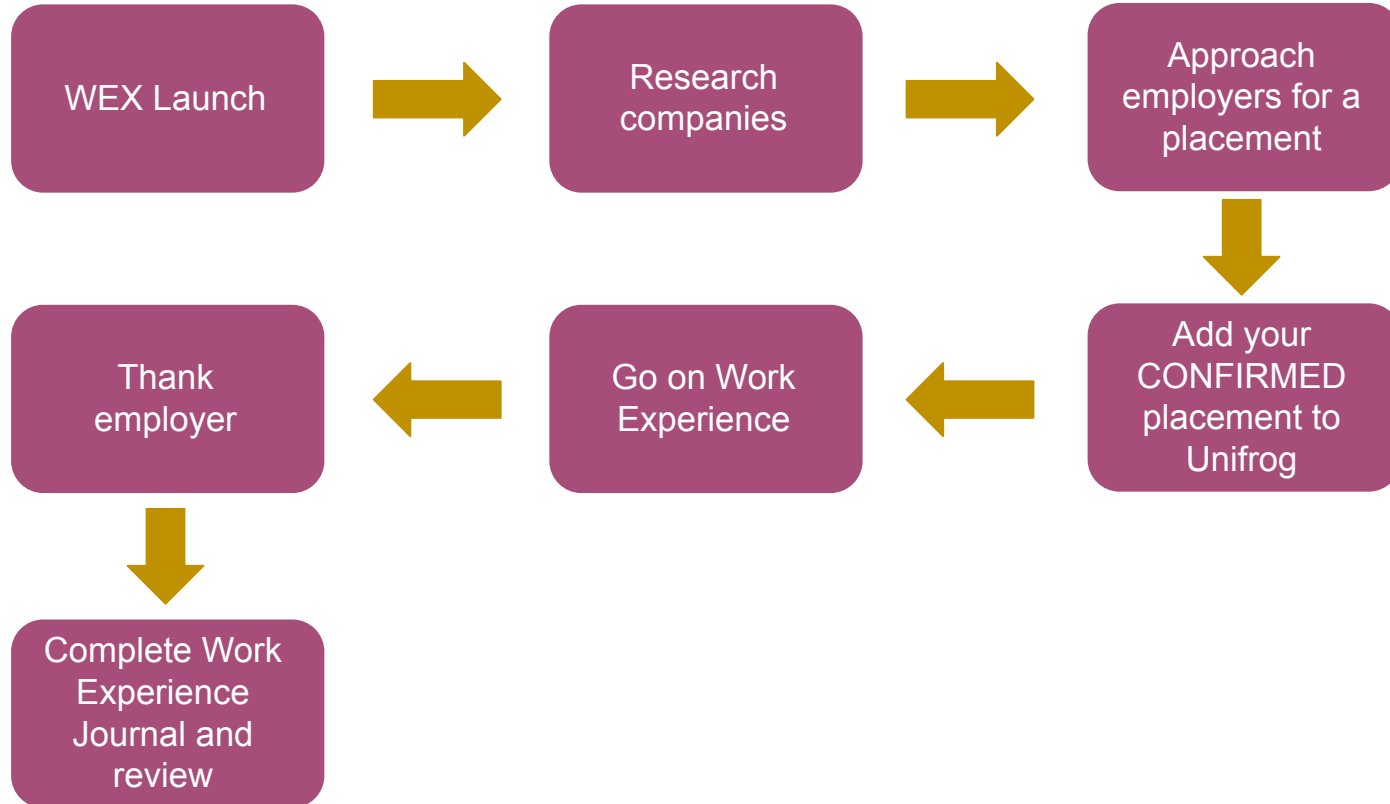 WEX Launch
Research
companies
Approach
employers for a
placement
Add your
CONFIRMED
placement to
Unifrog
Go on Work
Experience
Thank
employer
Complete Work
Experience
Journal and
review